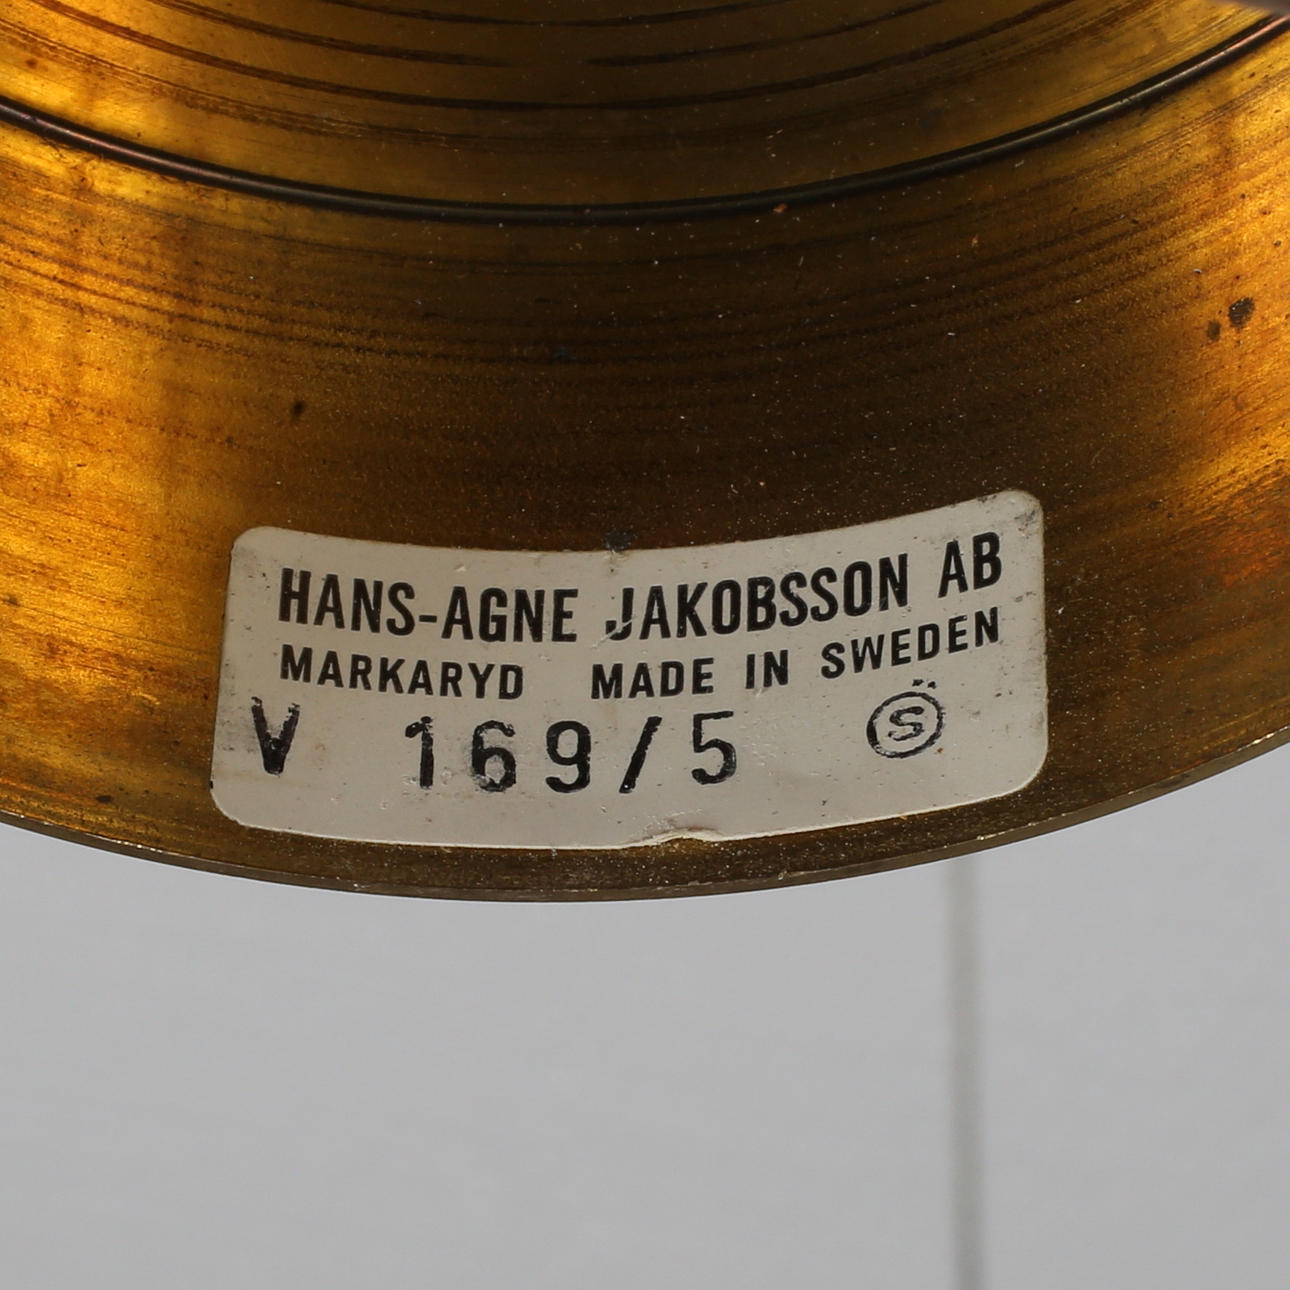 HANS-AGNE JAKOBSSON AB
MARKARYD MADE IN SWEDEN
V 169/5 Ⓢ